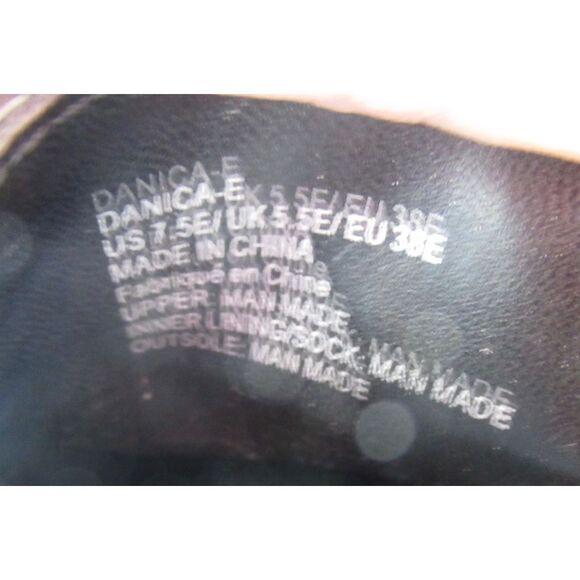 DANICA-E
US 7.5E/ UK 5.5E/ EU 38E
MADE IN CHINA
Fabriqué en Chine
UPPER: MAN MADE
INNER LINING/SOCK: MAN MADE
OUTSOLE: MAN MADE